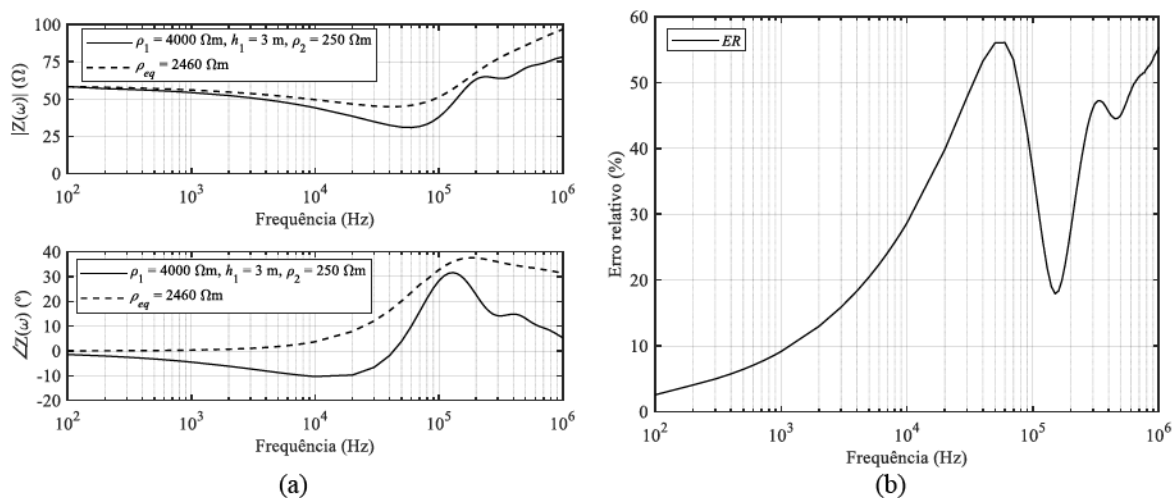 100
75
50
25
0
|Z(ω)| (Ω)
ρ1 = 4000 Ωm, h1 = 3 m, ρ2 = 250 Ωm
ρeq = 2460 Ωm
10^2
10^3
10^4
10^5
10^6
Frequência (Hz)
40
30
20
10
0
-10
-20
∠Z(ω) (°)
ρ1 = 4000 Ωm, h1 = 3 m, ρ2 = 250 Ωm
ρeq = 2460 Ωm
10^2
10^3
10^4
10^5
10^6
Frequência (Hz)
(a)
60
50
40
30
20
10
0
Erro relativo (%)
ER
10^2
10^3
10^4
10^5
10^6
Frequência (Hz)
(b)